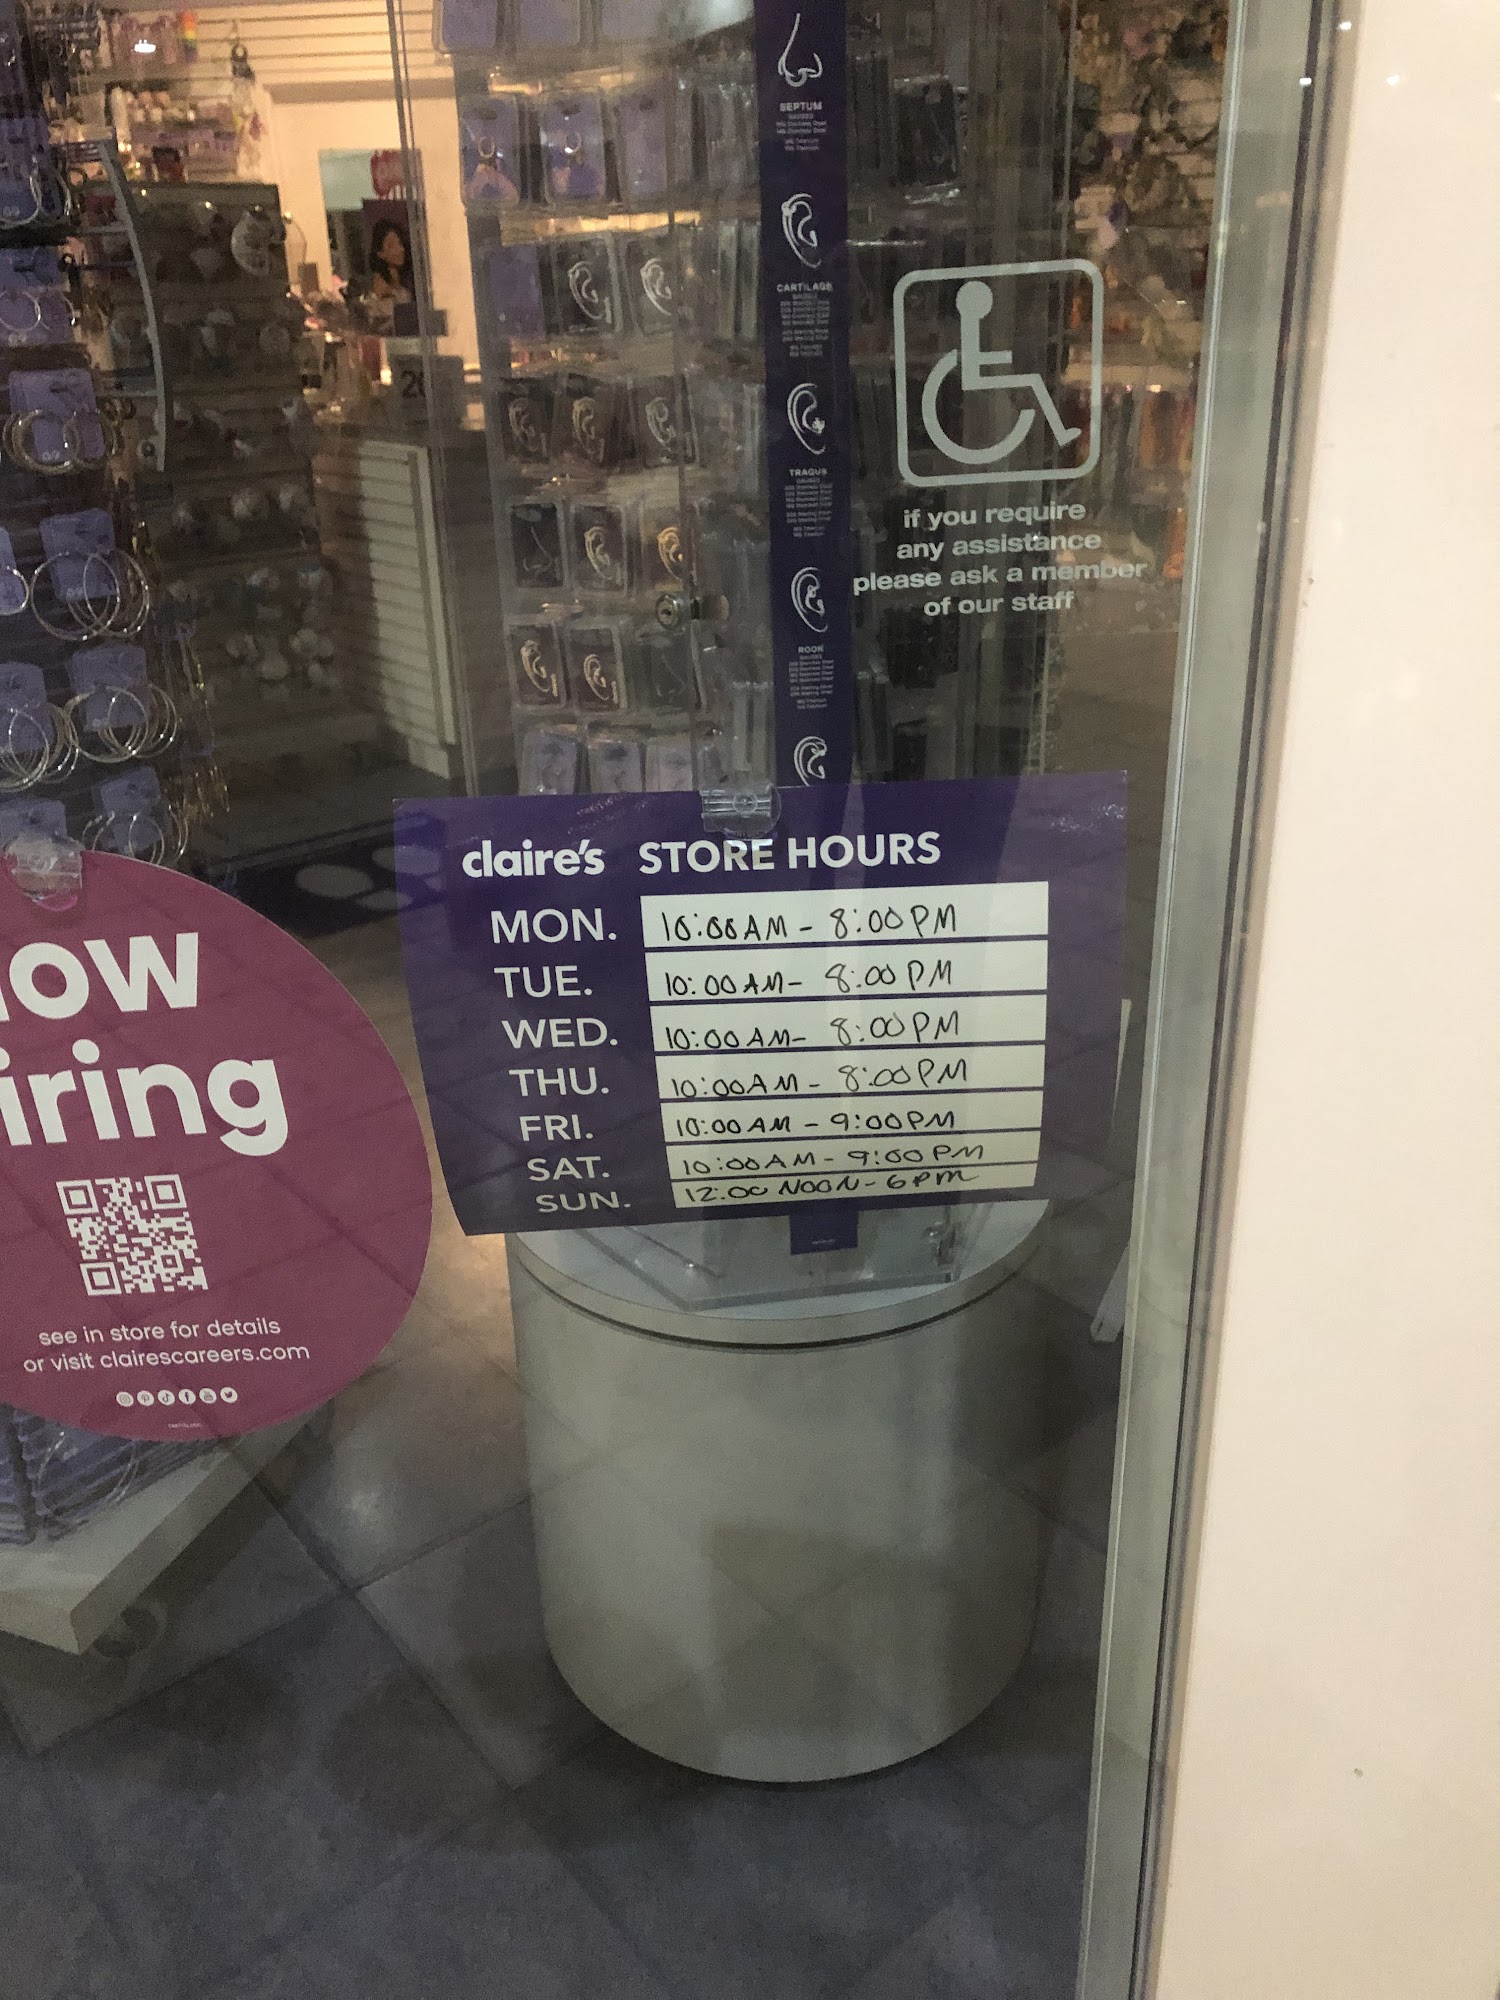 SEPTUM
CARTILAGE
TRAGUS
ROOK
if you require
any assistance
please ask a member
of our staff
claire's STORE HOURS
MON. 10:00AM - 8:00PM
TUE. 10:00AM - 8:00PM
WED. 10:00AM - 8:00PM
THU. 10:00AM - 8:00PM
FRI. 10:00AM - 9:00PM
SAT. 10:00AM - 9:00PM
SUN. 12:00 NOON - 6PM
ow
iring
see in store for details
or visit clairescareers.com